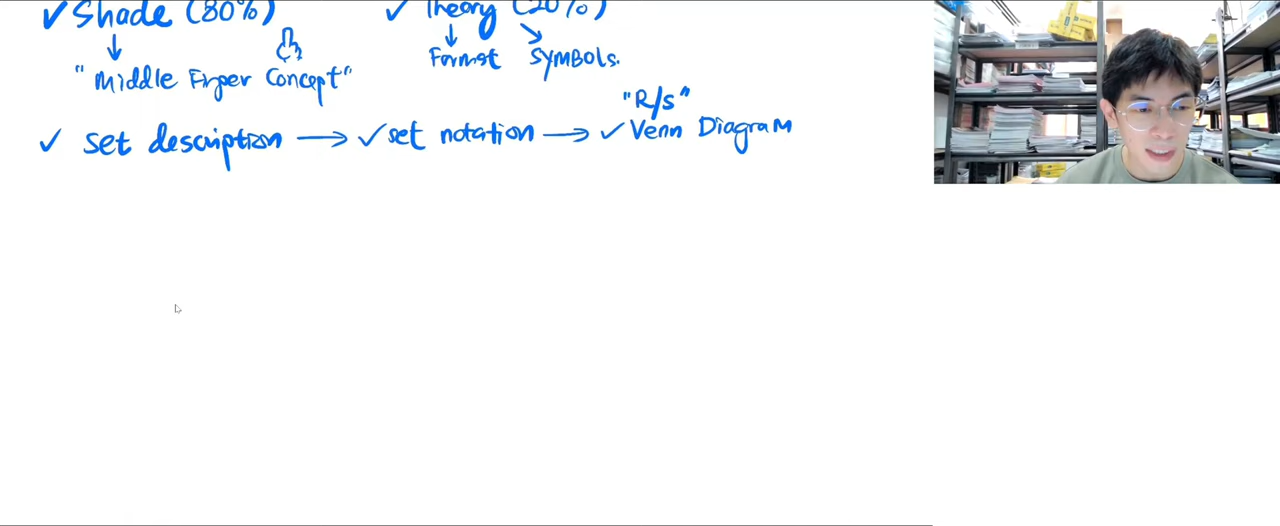 ✓ Shade (80%)
✓ Theory (20%)
Format
SYMBOLS.
"Middle Finger Concept"
"R/s"
✓ set description → ✓ set notation → ✓ Venn Diagram